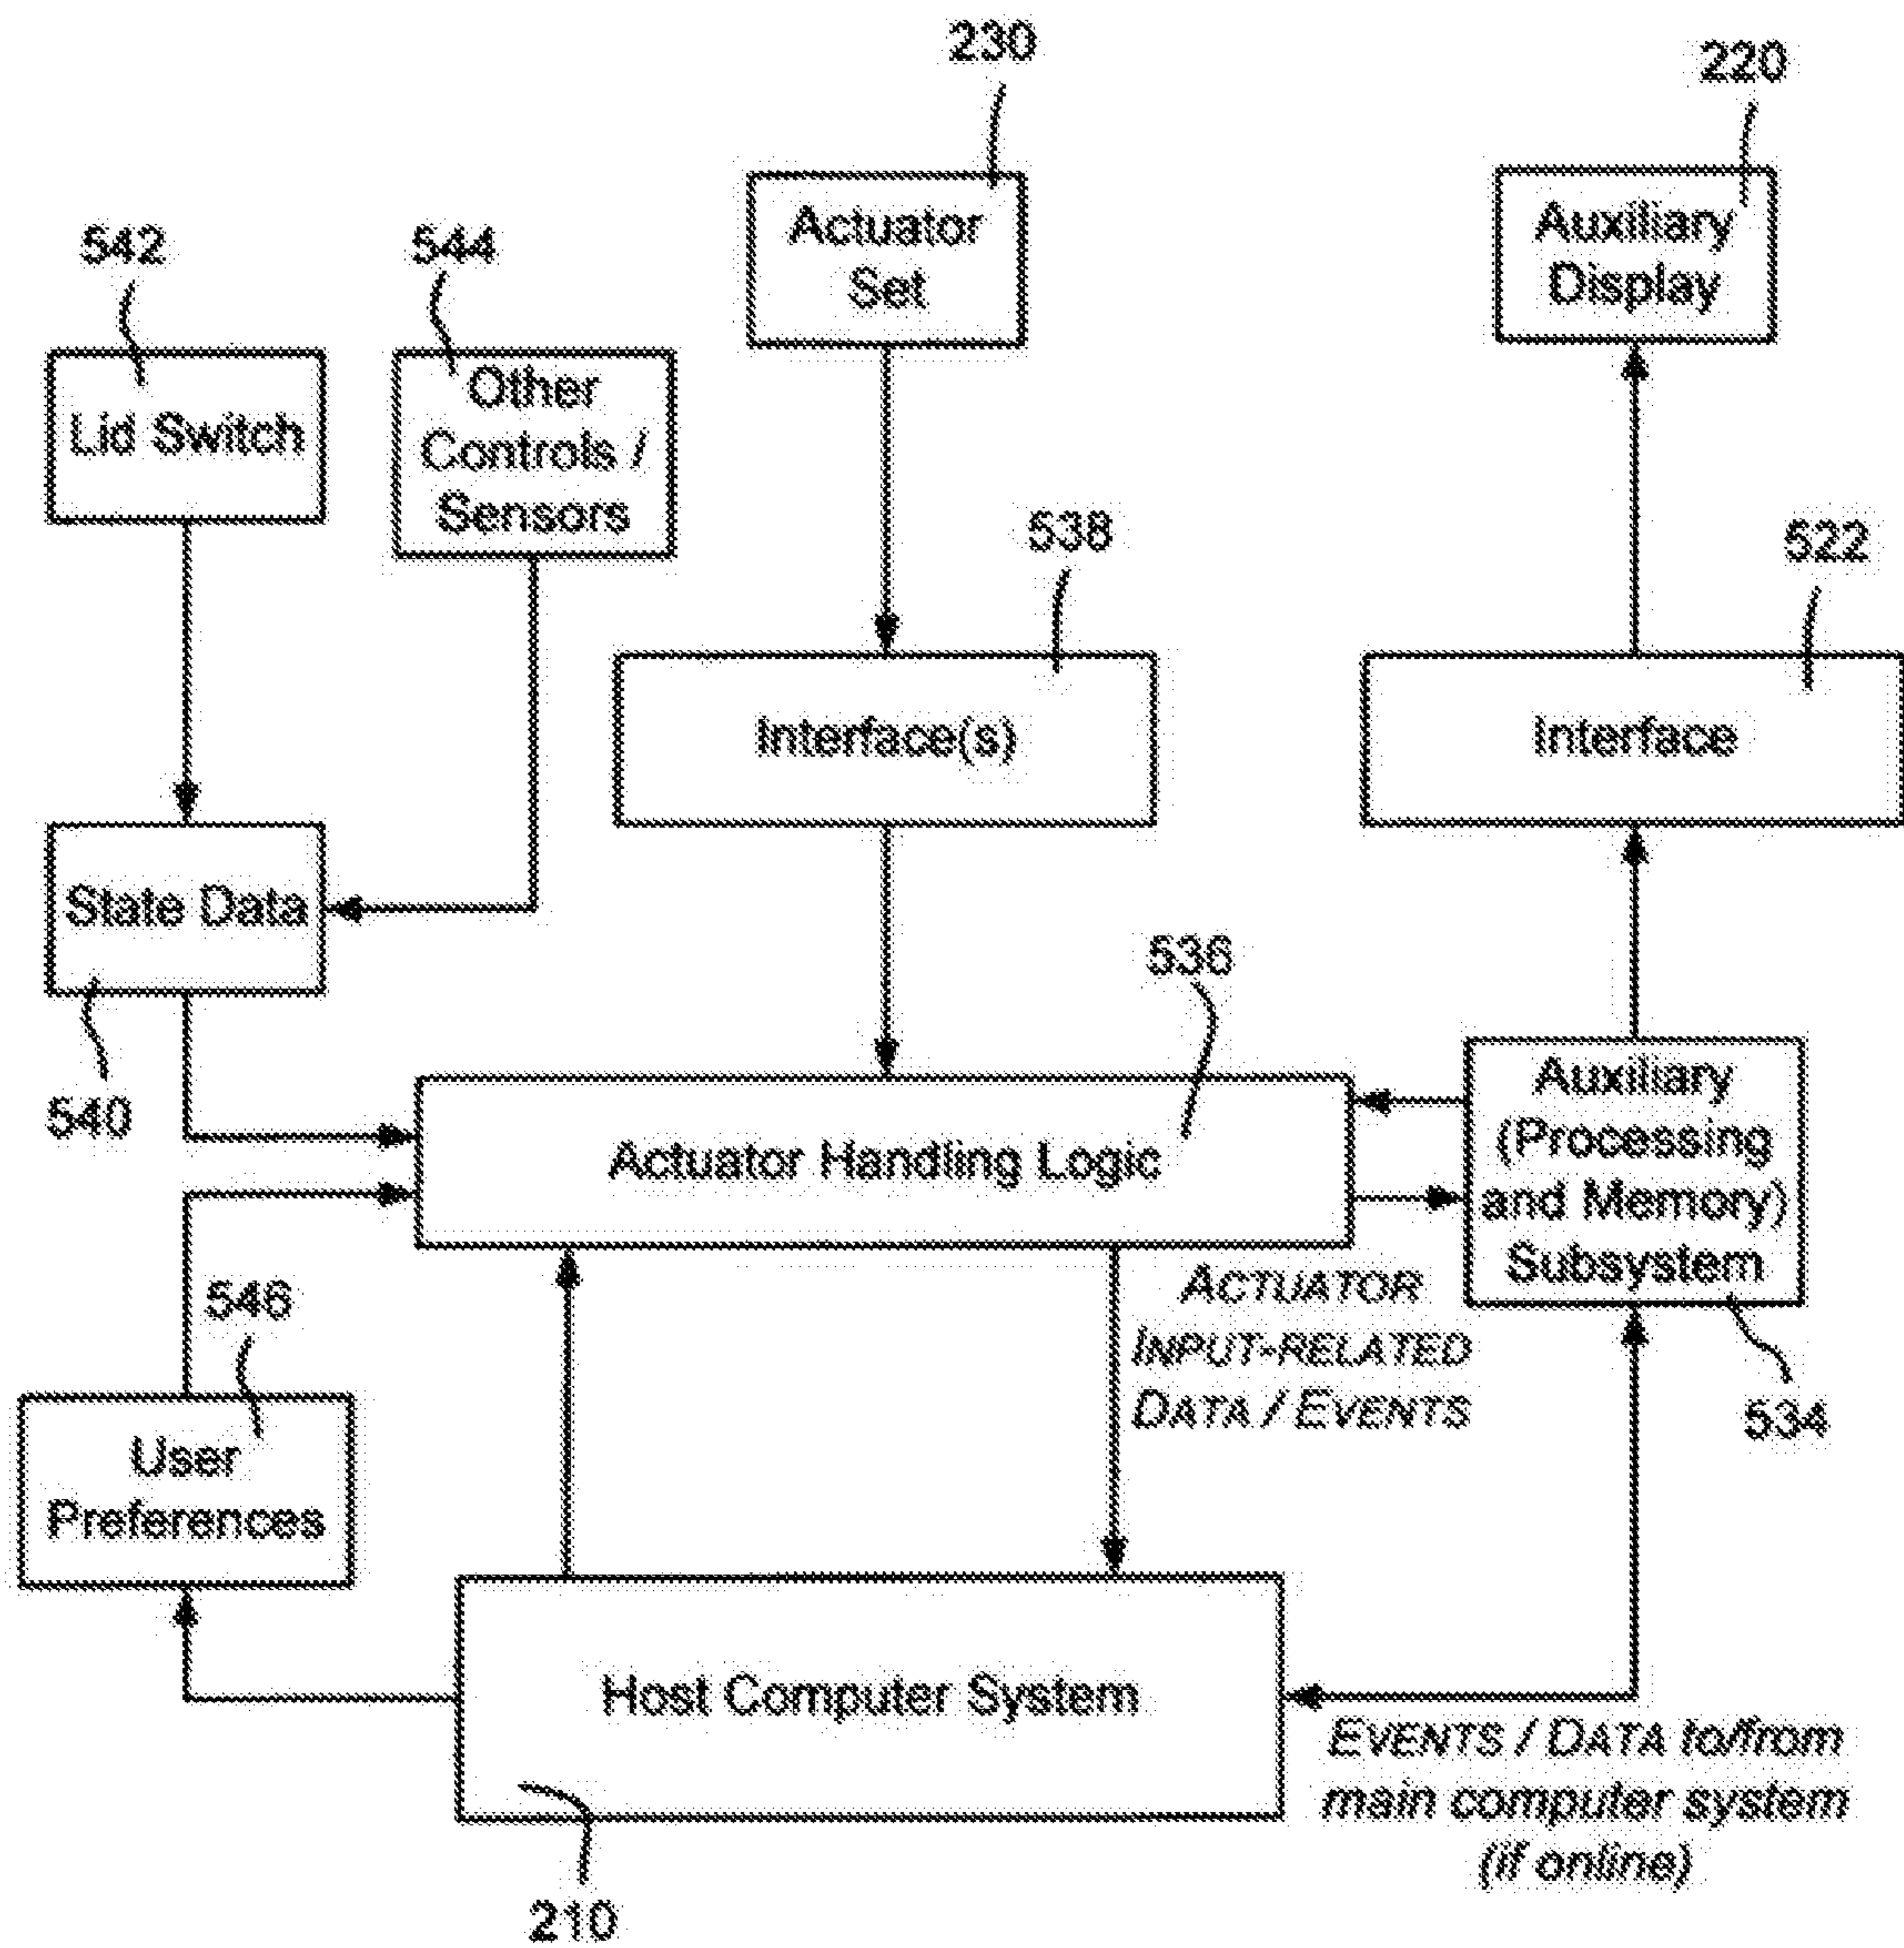 230
220
Actuator
Set
Auxiliary
Display
542
544
Lid Switch
Other
Controls /
Sensors
538
522
Interface(s)
Interface
State Data
540
536
Actuator Handling Logic
Auxiliary
(Processing
and Memory)
Subsystem
534
546
User
Preferences
ACTUATOR
INPUT-RELATED
DATA / EVENTS
Host Computer System
210
EVENTS / DATA to/from
main computer system
(if online)